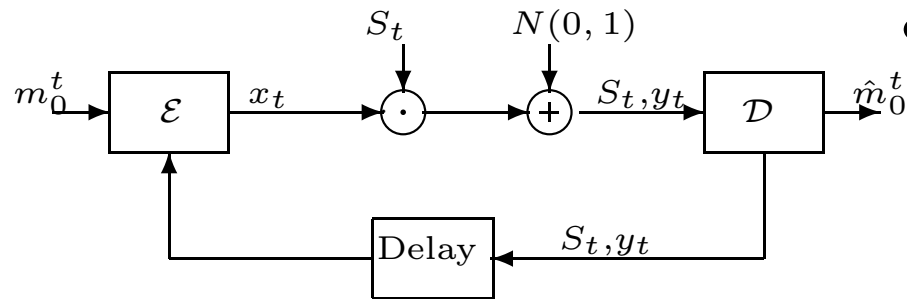 S_t
N(0, 1)
m_0^t
ℰ
x_t
·
+
S_t,y_t
𝒟
m̂_0^t
Delay
S_t,y_t